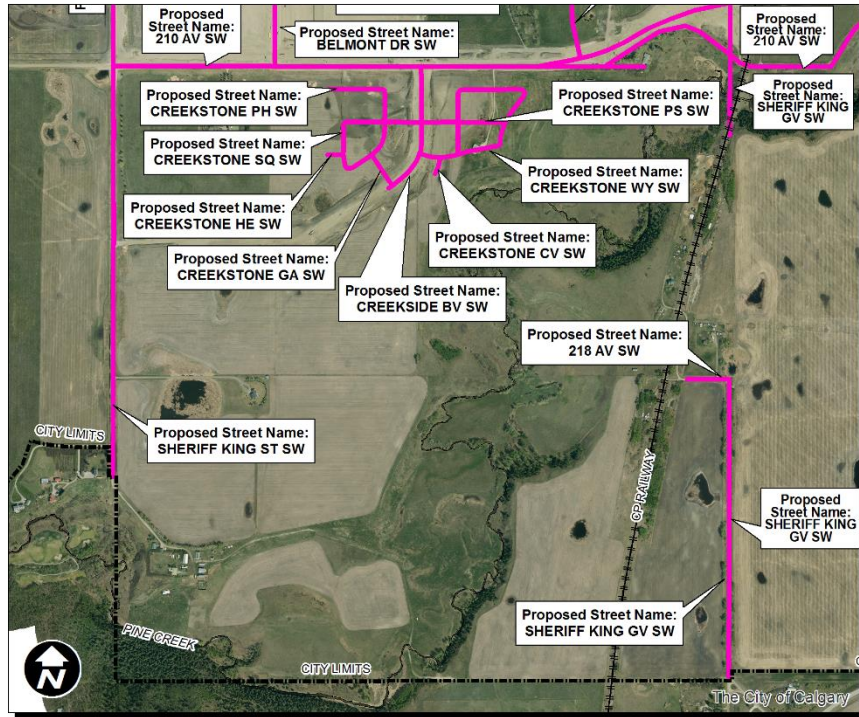 Proposed
Street Name:
210 AV SW
Proposed Street Name:
BELMONT DR SW
Proposed
Street Name:
210 AV SW
Proposed Street Name:
CREEKSTONE PH SW
Proposed Street Name:
CREEKSTONE PS SW
Proposed
Street Name:
SHERIFF KING
GV SW
Proposed Street Name:
CREEKSTONE SQ SW
Proposed Street Name:
CREEKSTONE WY SW
Proposed Street Name:
CREEKSTONE HE SW
Proposed Street Name:
CREEKSTONE GA SW
Proposed Street Name:
CREEKSTONE CV SW
Proposed Street Name:
CREEKSIDE BV SW
Proposed Street Name:
218 AV SW
CITY LIMITS
Proposed Street Name:
SHERIFF KING ST SW
CP RAILWAY
Proposed
Street Name:
SHERIFF KING
GV SW
Proposed Street Name:
SHERIFF KING GV SW
PINE CREEK
CITY LIMITS
N
The City of Calgary